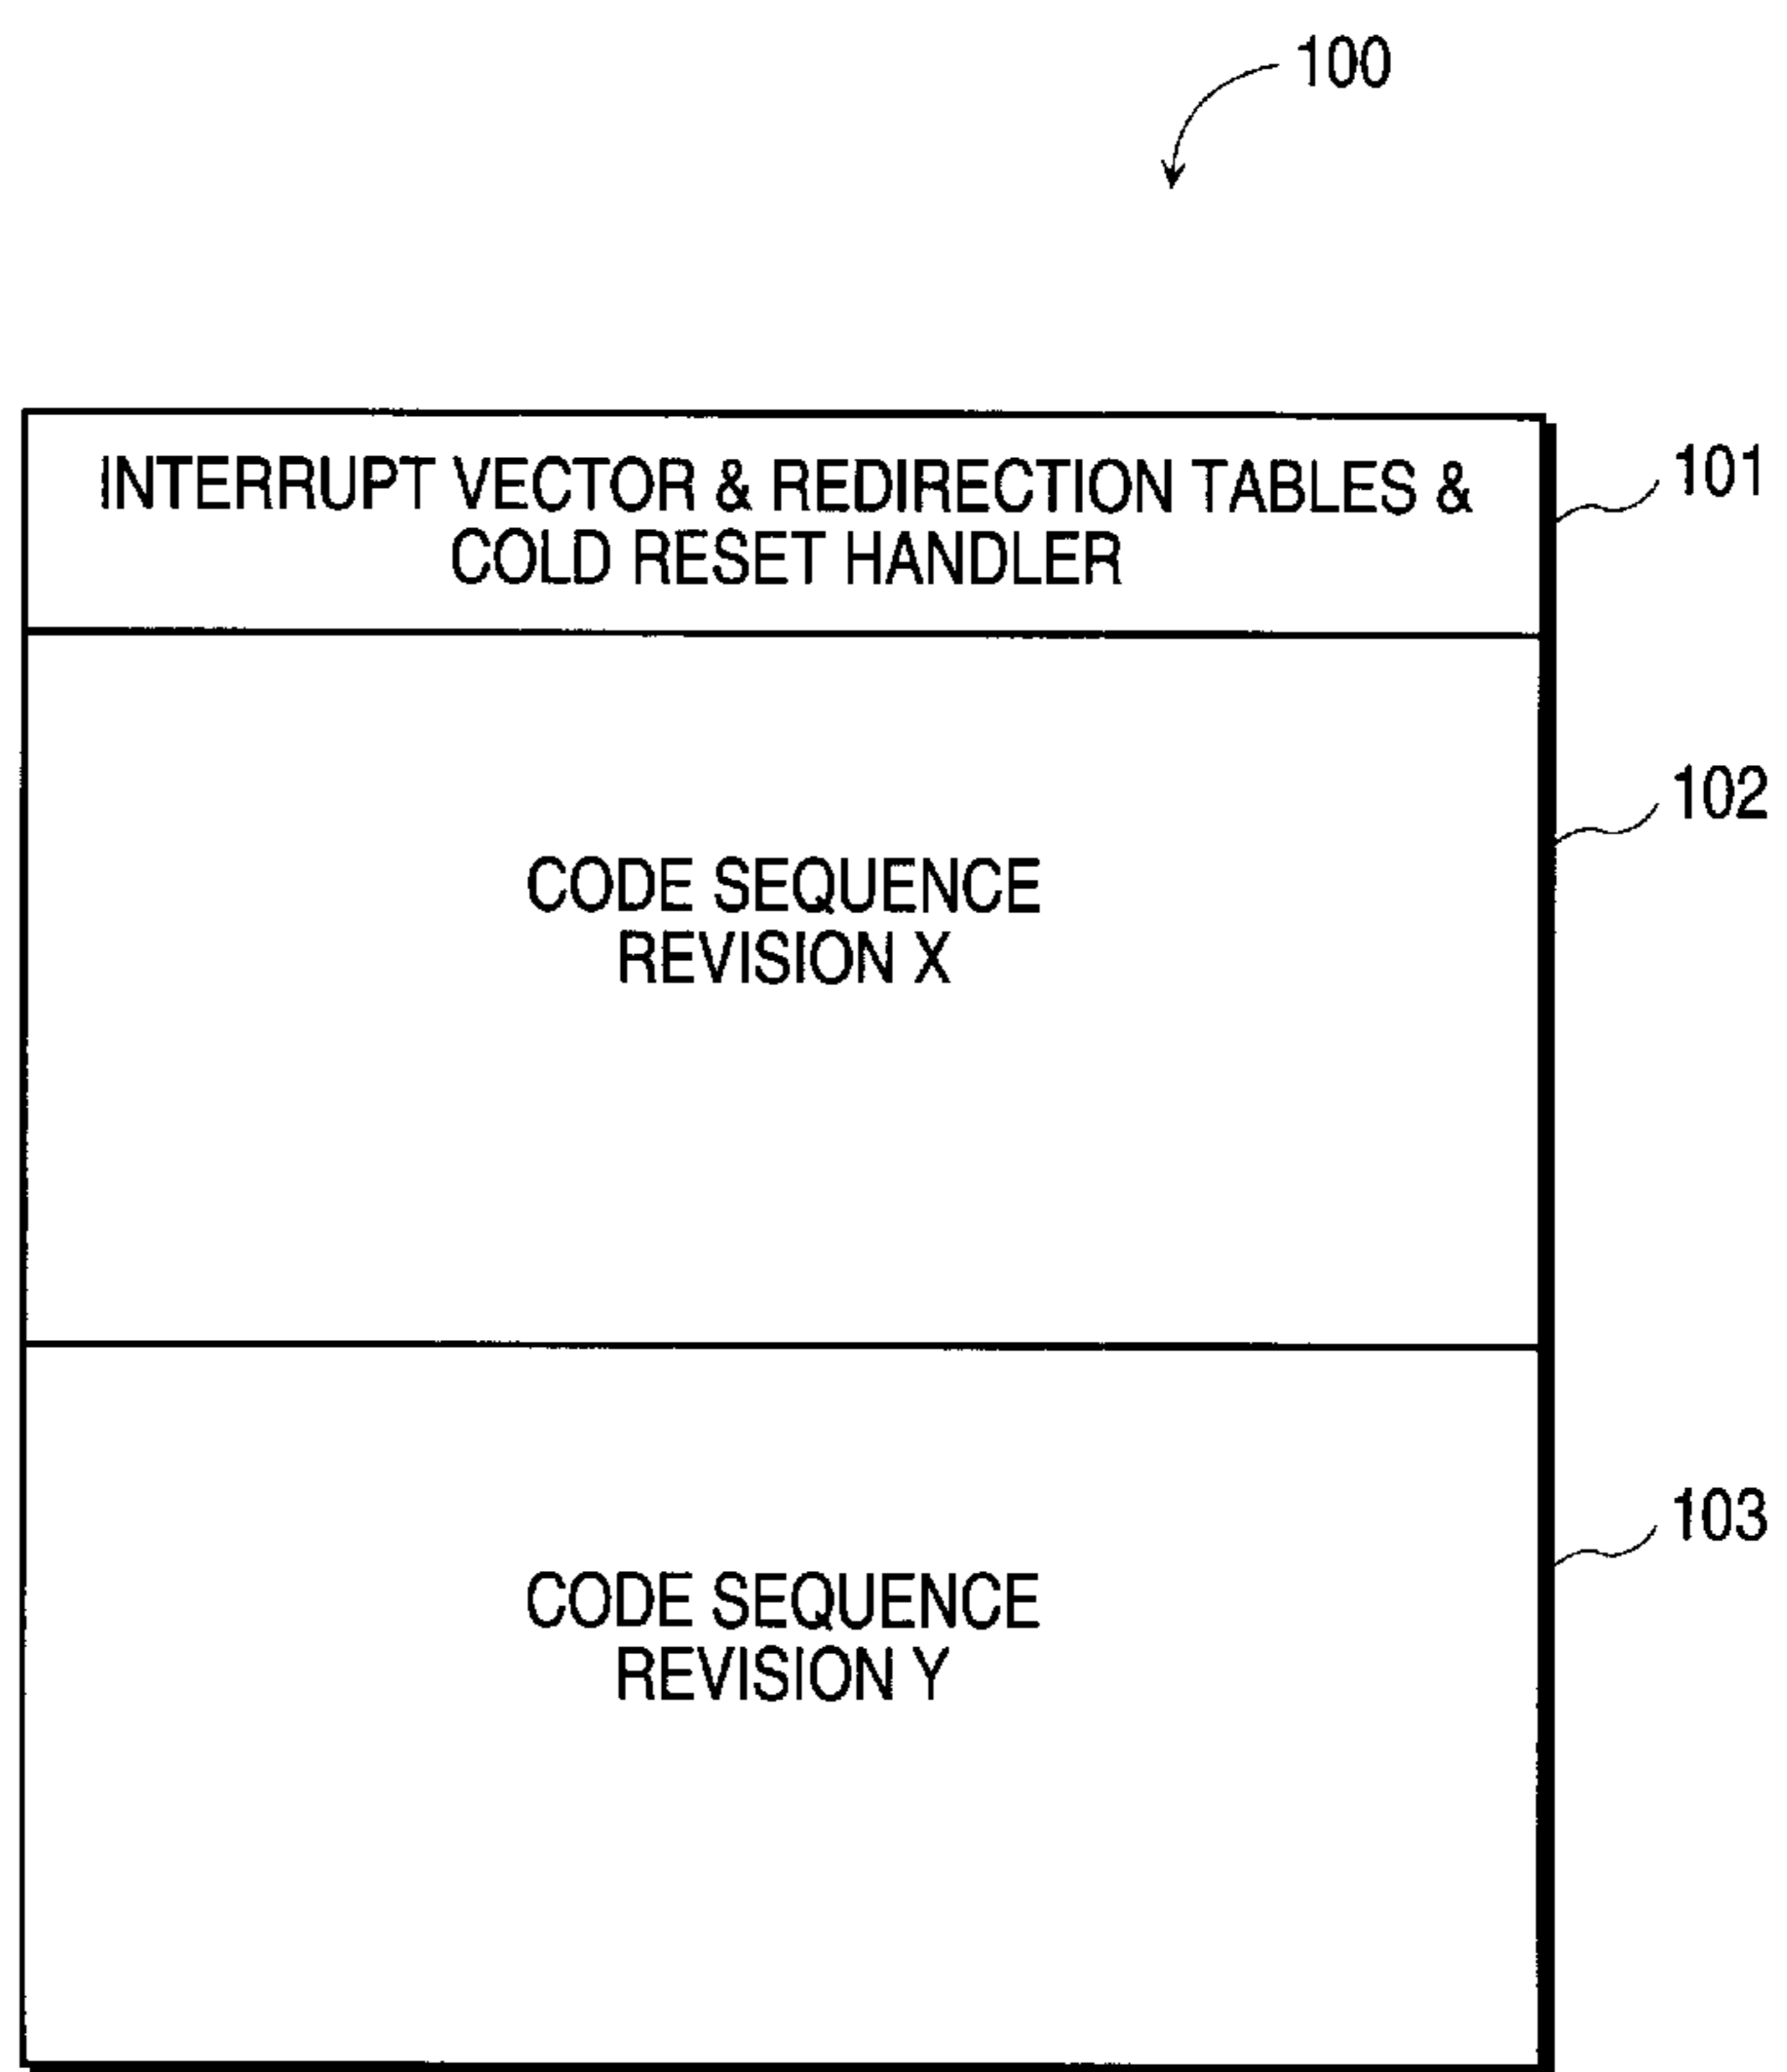 100
INTERRUPT VECTOR & REDIRECTION TABLES &
COLD RESET HANDLER
101
102
CODE SEQUENCE
REVISION X
103
CODE SEQUENCE
REVISION Y